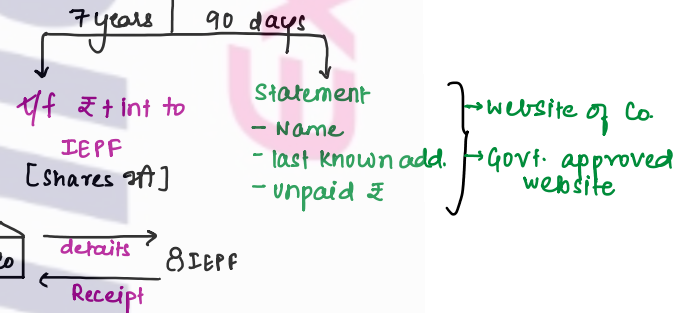 7 years | 90 days
t/f ₹ + int to
IEPF
[Shares भी]
Statement
- Name
- last known add.
- unpaid ₹
→ website of Co.
→ Govt. approved
website
details
IEPF
Receipt